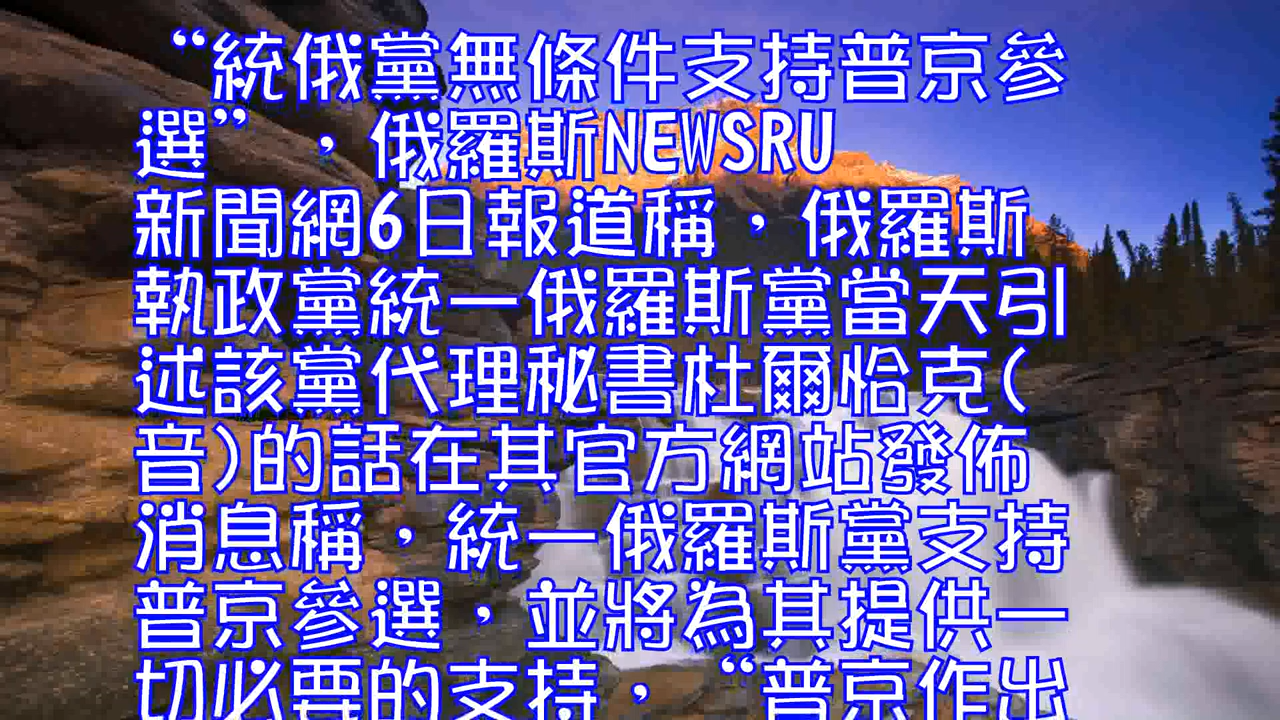 “統俄黨無條件支持普京參
選”，俄羅斯NEWSRU
新聞網6日報道稱，俄羅斯
執政黨統一俄羅斯黨當天引
述該黨代理秘書杜爾恰克(
音)的話在其官方網站發佈
消息稱，統一俄羅斯黨支持
普京參選，並將為其提供一
切必要的支持，“普京作出